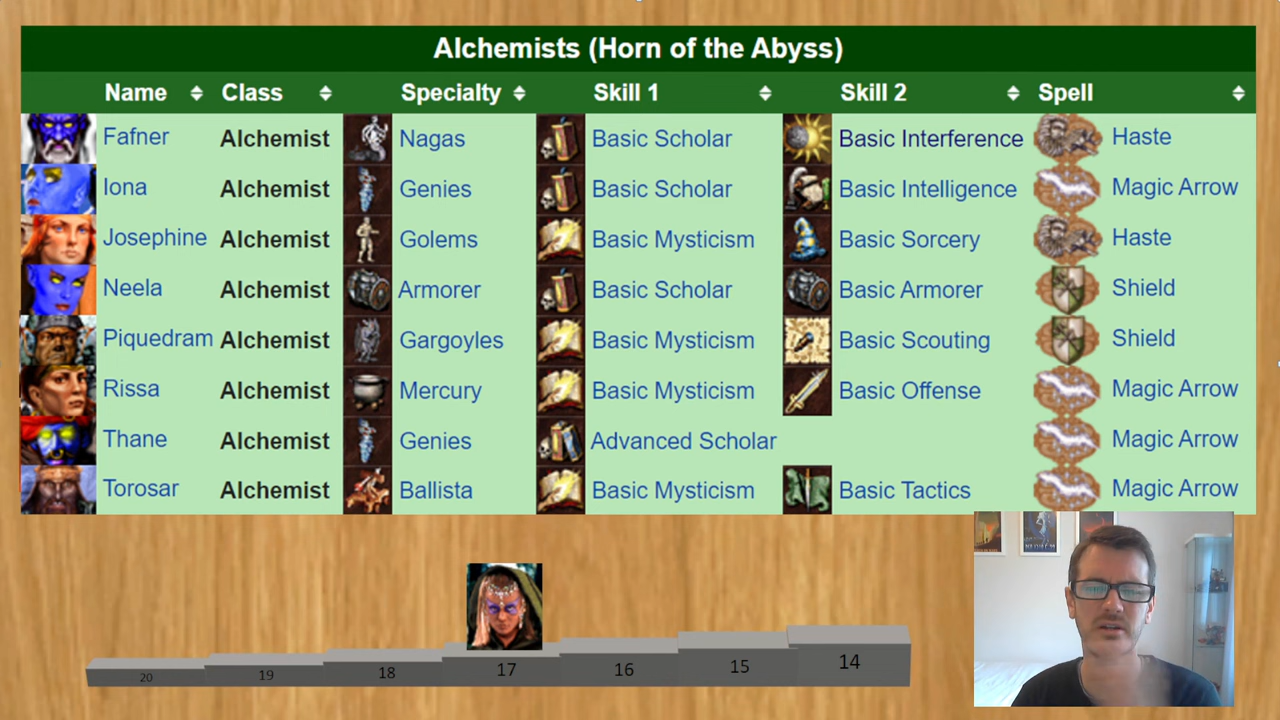 Alchemists (Horn of the Abyss)
Name Class Specialty Skill 1 Skill 2 Spell
Fafner Alchemist Nagas Basic Scholar Basic Interference Haste
Iona Alchemist Genies Basic Scholar Basic Intelligence Magic Arrow
Josephine Alchemist Golems Basic Mysticism Basic Sorcery Haste
Neela Alchemist Armorer Basic Scholar Basic Armorer Shield
Piquedram Alchemist Gargoyles Basic Mysticism Basic Scouting Shield
Rissa Alchemist Mercury Basic Mysticism Basic Offense Magic Arrow
Thane Alchemist Genies Advanced Scholar Magic Arrow
Torosar Alchemist Ballista Basic Mysticism Basic Tactics Magic Arrow
20 19 18 17 16 15 14